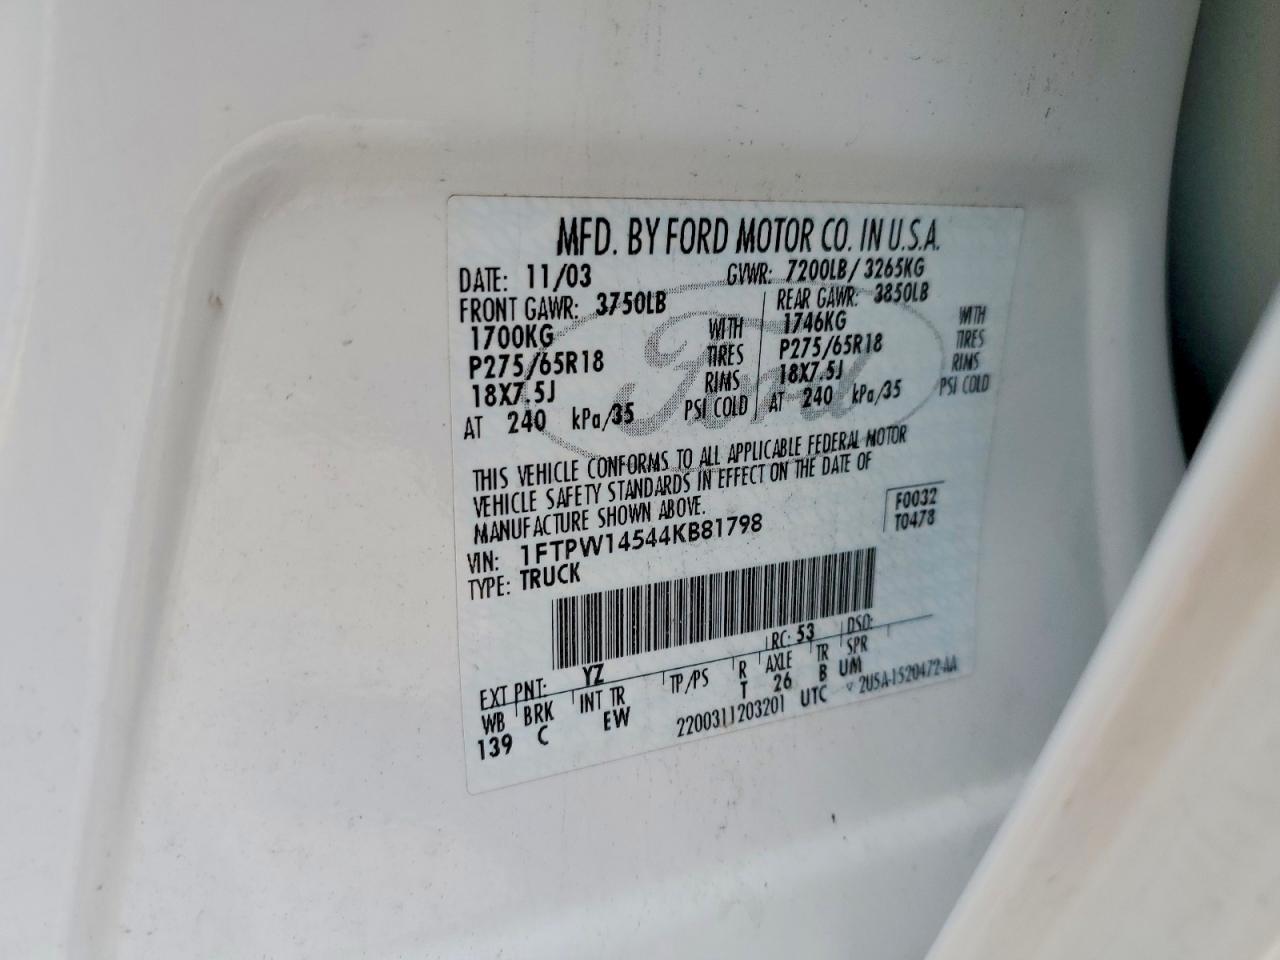 MFD. BY FORD MOTOR CO. IN U.S.A.
DATE: 11/03 GVWR: 7200LB/ 3265KG
FRONT GAWR: 3750LB REAR GAWR: 3850LB
1700KG WITH 1746KG WITH
P275/65R18 TIRES P275/65R18 TIRES
18X7.5J RIMS 18X7.5J RIMS
AT 240 kPa/35 PSI COLD AT 240 kPa/35 PSI COLD
Ford
THIS VEHICLE CONFORMS TO ALL APPLICABLE FEDERAL MOTOR
VEHICLE SAFETY STANDARDS IN EFFECT ON THE DATE OF
MANUFACTURE SHOWN ABOVE.
F0032
VIN: 1FTPW14544KB81798 T0478
TYPE: TRUCK
EXT PNT: YZ RC: 53 DSO:
WB BRK INT TR TP/PS R AXLE TR SPR
139 C EW T 26 B UM
2200311203201 UTC 2U5A-1520472-AA